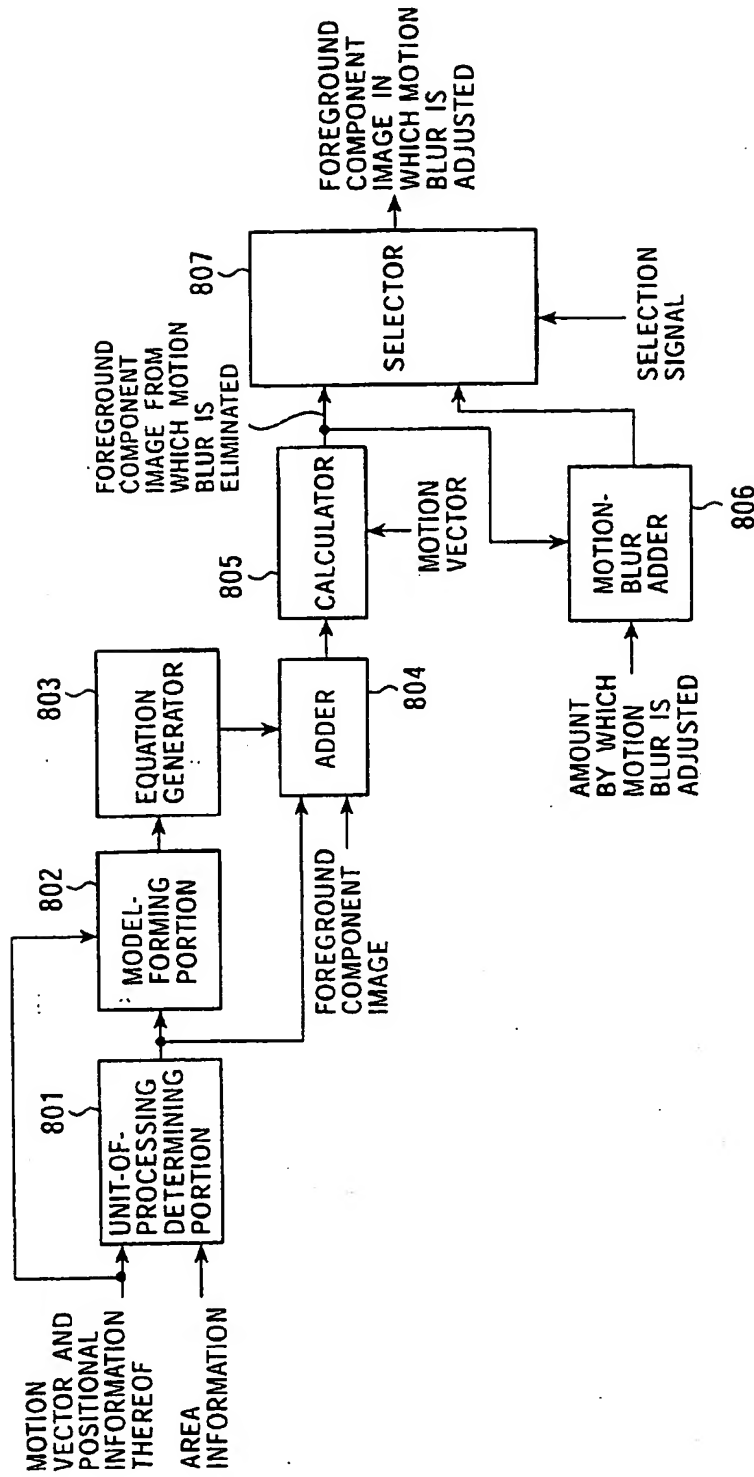 MOTION
VECTOR AND
POSITIONAL
INFORMATION
THEREOF
AREA
INFORMATION
801
UNIT-OF-
PROCESSING
DETERMINING
PORTION
802
MODEL-
FORMING
PORTION
803
EQUATION
GENERATOR
FOREGROUND
COMPONENT
IMAGE
ADDER
804
805
CALCULATOR
MOTION
VECTOR
FOREGROUND
COMPONENT
IMAGE FROM
WHICH MOTION
BLUR IS
ELIMINATED
AMOUNT
BY WHICH
MOTION
BLUR IS
ADJUSTED
MOTION-
BLUR
ADDER
806
807
SELECTOR
SELECTION
SIGNAL
FOREGROUND
COMPONENT
IMAGE IN
WHICH MOTION
BLUR IS
ADJUSTED